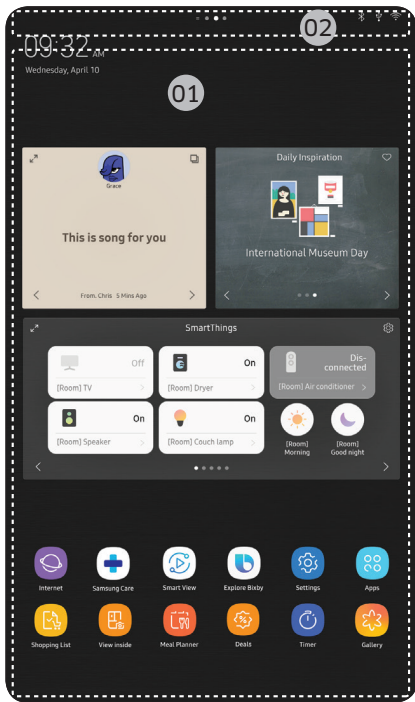 02
09:32 AM
Wednesday, April 10
01
Grace
This is song for you
From. Chris 5 Mins Ago
Daily Inspiration
International Museum Day
SmartThings
Off
[Room] TV
On
[Room] Dryer
Dis-
connected
[Room] Air conditioner
On
[Room] Speaker
On
[Room] Couch lamp
[Room]
Morning
[Room]
Good night
Internet
Samsung Care
Smart View
Explore Bixby
Settings
Apps
Shopping List
View inside
Meal Planner
Deals
Timer
Gallery